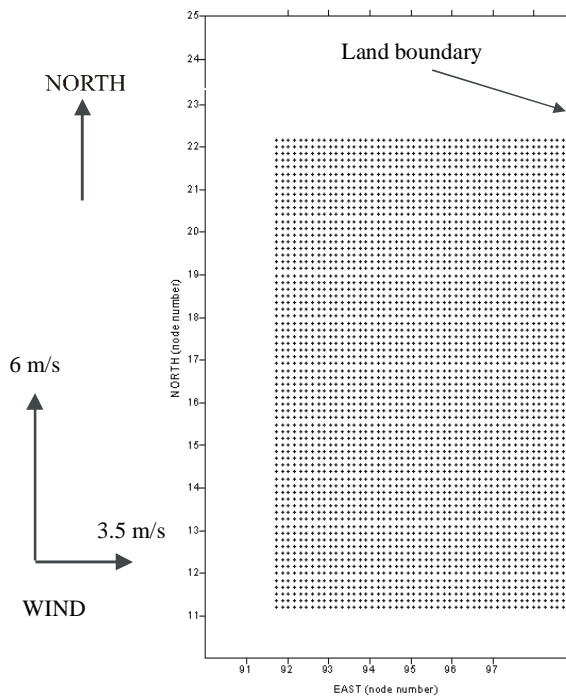 25
Land boundary
24
NORTH
23
22
21
20
19
18
NORTH (node number)
17
6 m/s
16
15
14
3.5 m/s
13
12
WIND
11
91 92 93 94 95 96 97
EAST (node number)